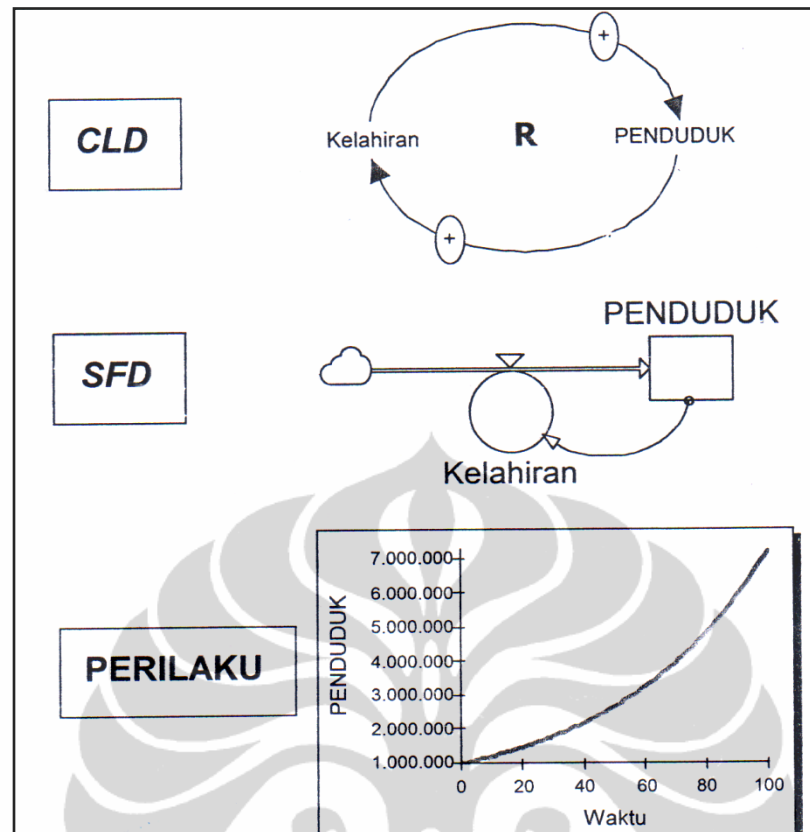 +
CLD
Kelahiran
R
PENDUDUK
+
PENDUDUK
SFD
Kelahiran
PERILAKU
PENDUDUK
7.000.000
6.000.000
5.000.000
4.000.000
3.000.000
2.000.000
1.000.000
0 20 40 60 80 100
Waktu